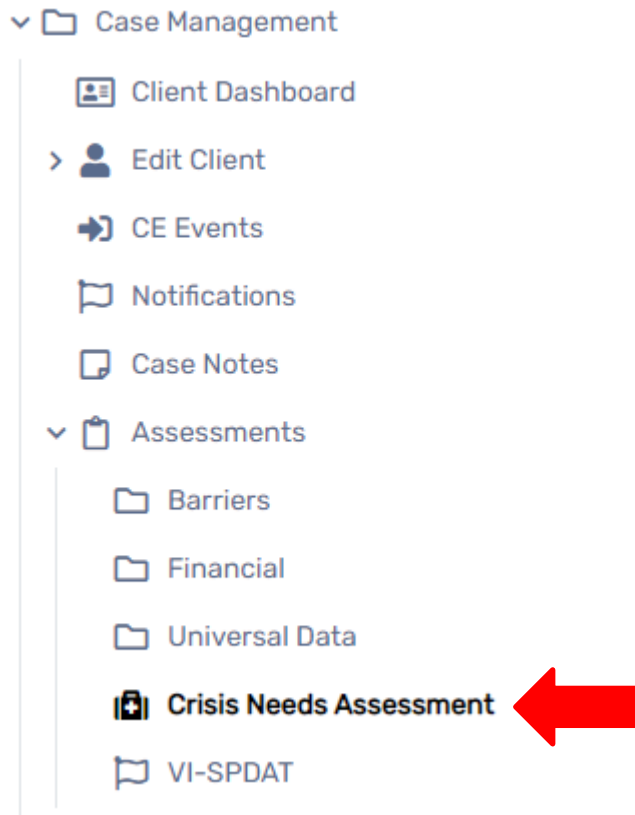 Case Management
Client Dashboard
Edit Client
CE Events
Notifications
Case Notes
Assessments
Barriers
Financial
Universal Data
Crisis Needs Assessment
VI-SPDAT